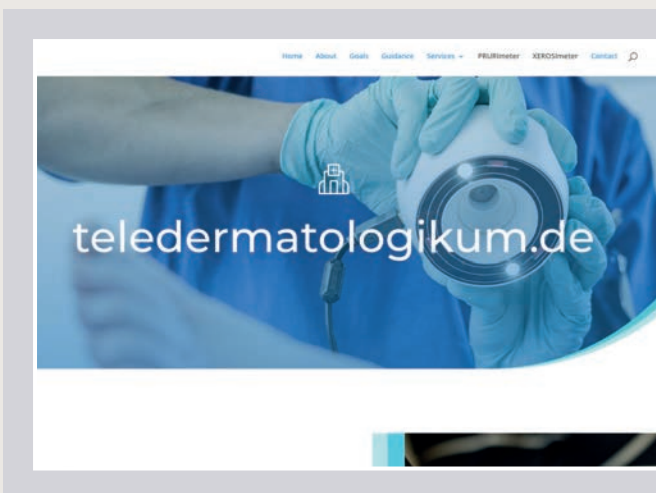 Home About Goals Guidance Services PRURImeter XEROSImeter Contact
teledermatologikum.de